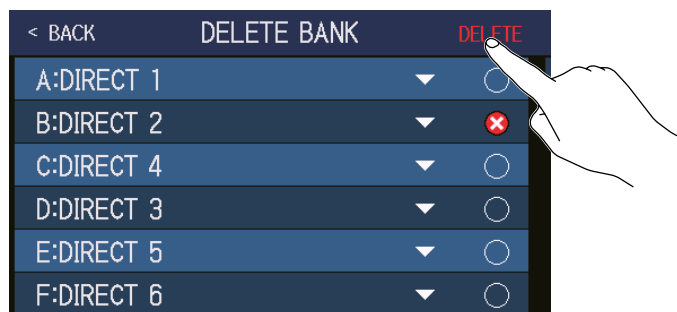 < BACK DELETE BANK DELETE
A:DIRECT 1
B:DIRECT 2
C:DIRECT 4
D:DIRECT 3
E:DIRECT 5
F:DIRECT 6